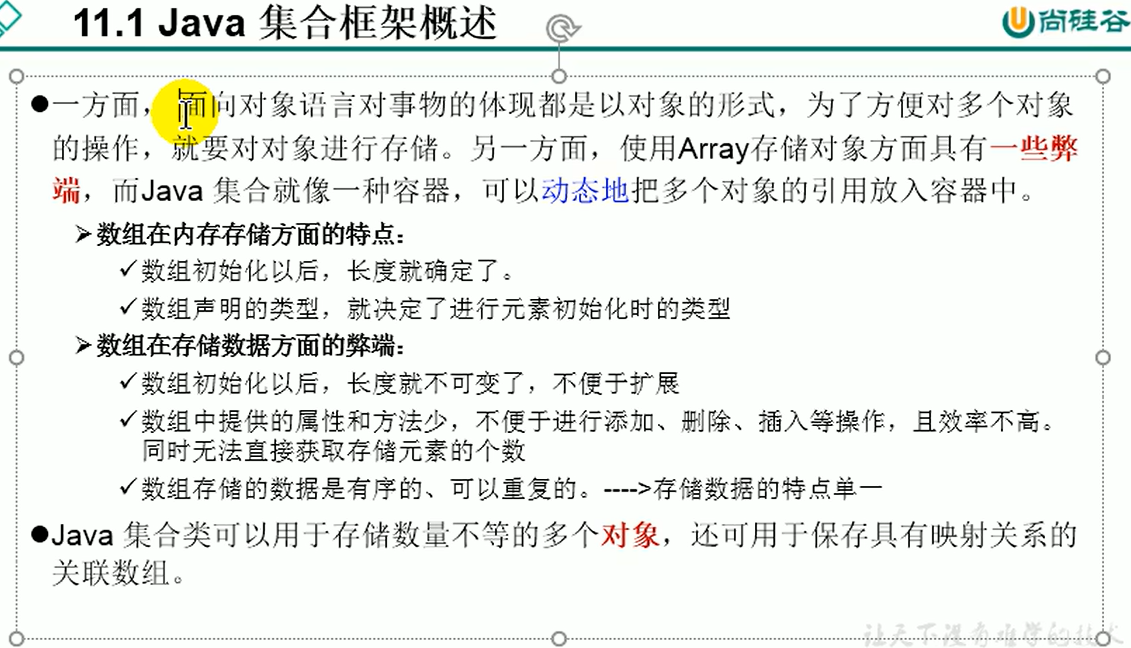 11.1 Java 集合框架概述
尚硅谷
●一方面，面向对象语言对事物的体现都是以对象的形式，为了方便对多个对象
的操作，就要对对象进行存储。另一方面，使用Array存储对象方面具有一些弊
端，而Java 集合就像一种容器，可以动态地把多个对象的引用放入容器中。
➢数组在内存存储方面的特点：
✓数组初始化以后，长度就确定了。
✓数组声明的类型，就决定了进行元素初始化时的类型
➢数组在存储数据方面的弊端：
✓数组初始化以后，长度就不可变了，不便于扩展
✓数组中提供的属性和方法少，不便于进行添加、删除、插入等操作，且效率不高。
同时无法直接获取存储元素的个数
✓数组存储的数据是有序的、可以重复的。---->存储数据的特点单一
●Java 集合类可以用于存储数量不等的多个对象，还可用于保存具有映射关系的
关联数组。
让天下没有难学的技术